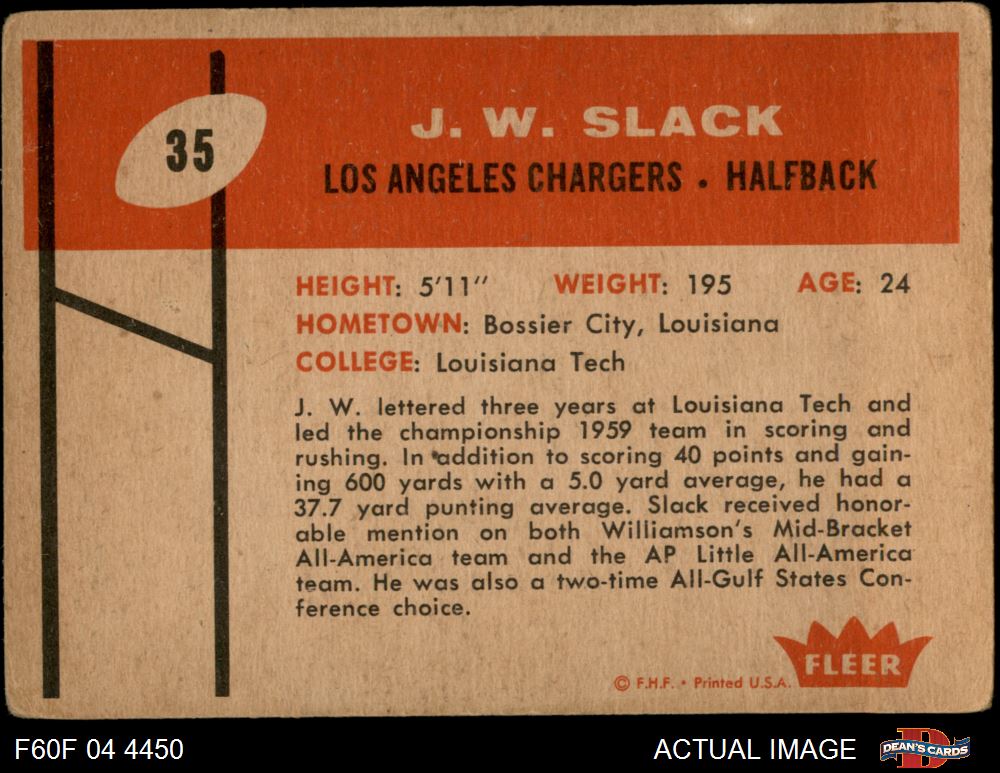 35
J. W. SLACK
LOS ANGELES CHARGERS . HALFBACK
HEIGHT: 5'11" WEIGHT: 195 AGE: 24
HOMETOWN: Bossier City, Louisiana
COLLEGE: Louisiana Tech
J. W. lettered three years at Louisiana Tech and
led the championship 1959 team in scoring and
rushing. In addition to scoring 40 points and gain-
ing 600 yards with a 5.0 yard average, he had a
37.7 yard punting average. Slack received honor-
able mention on both Williamson's Mid-Bracket
All-America team and the AP Little All-America
team. He was also a two-time All-Gulf States Con-
ference choice.
FLEER
© F.H.F. • Printed U.S.A.
F60F 04 4450 ACTUAL IMAGE DEAN'S CARDS